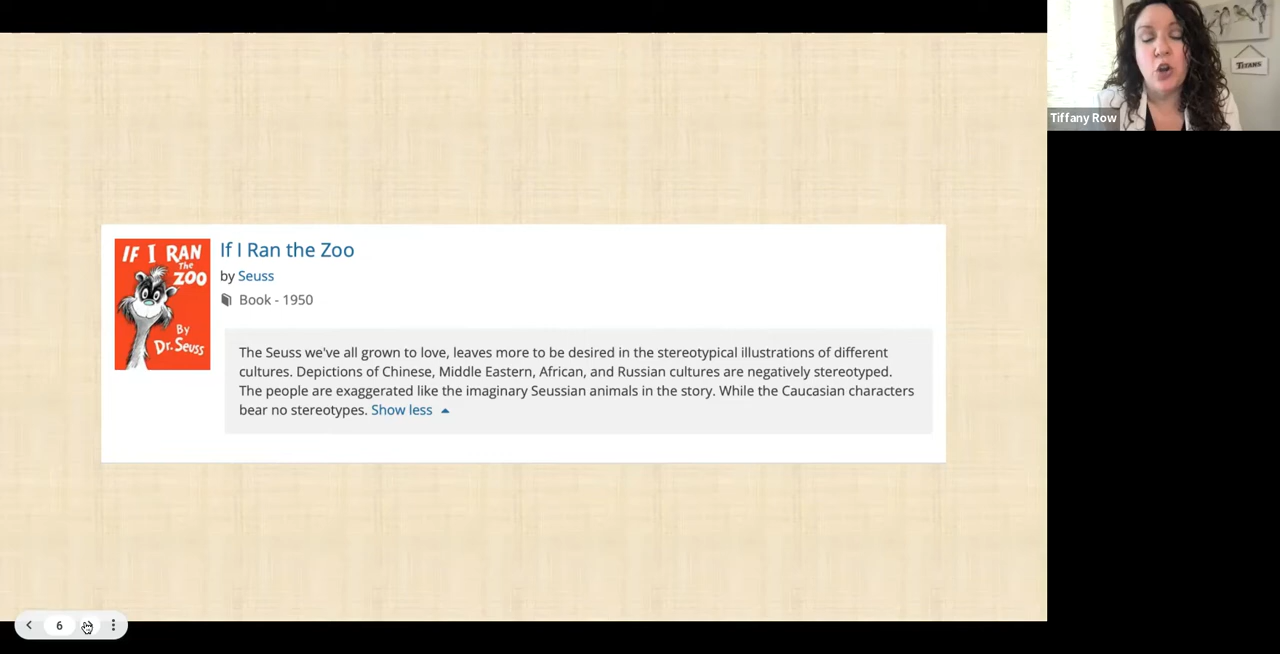 TITANS
Tiffany Row
IF I RAN
The
ZOO
By
Dr. Seuss
If I Ran the Zoo
by Seuss
Book - 1950
The Seuss we've all grown to love, leaves more to be desired in the stereotypical illustrations of different
cultures. Depictions of Chinese, Middle Eastern, African, and Russian cultures are negatively stereotyped.
The people are exaggerated like the imaginary Seussian animals in the story. While the Caucasian characters
bear no stereotypes. Show less
6